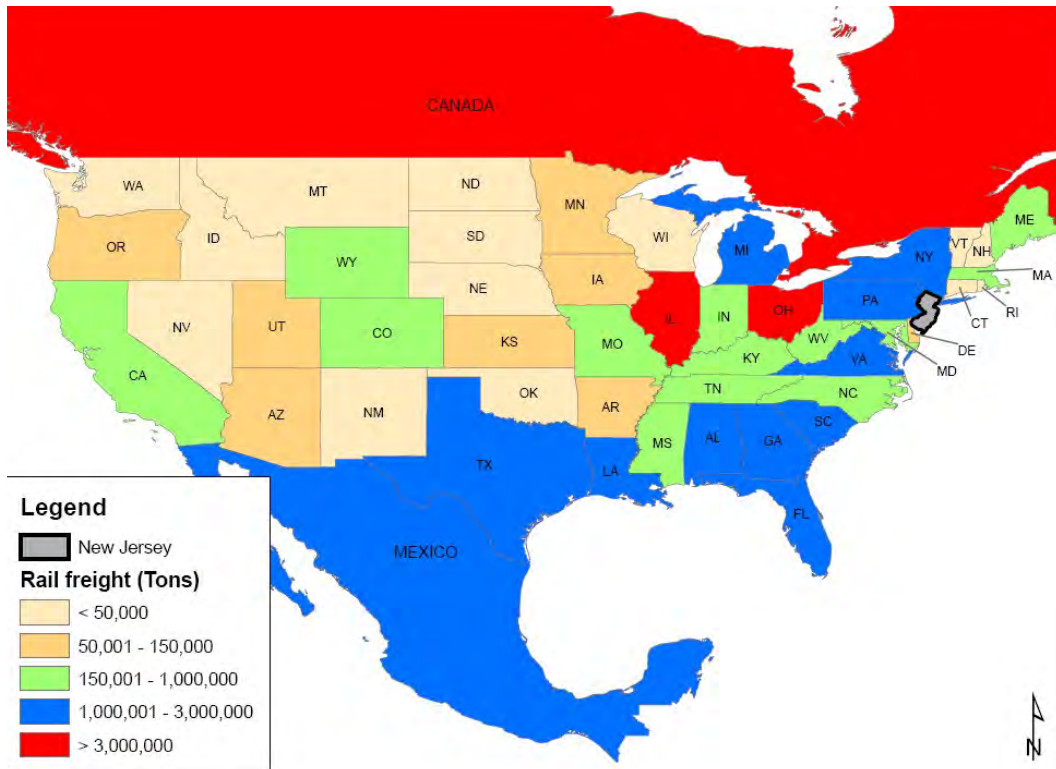 CANADA
WA
MT
ND
MN
ME
OR
ID
SD
WI
MI
NY
VT
NH
MA
WY
NE
IA
PA
RI
CT
NV
UT
CO
IL
IN
OH
DE
CA
KS
MO
WV
VA
MD
KY
AZ
NM
OK
AR
TN
NC
TX
LA
MS
AL
GA
SC
FL
MEXICO
Legend
New Jersey
Rail freight (Tons)
< 50,000
50,001 - 150,000
150,001 - 1,000,000
1,000,001 - 3,000,000
> 3,000,000
N